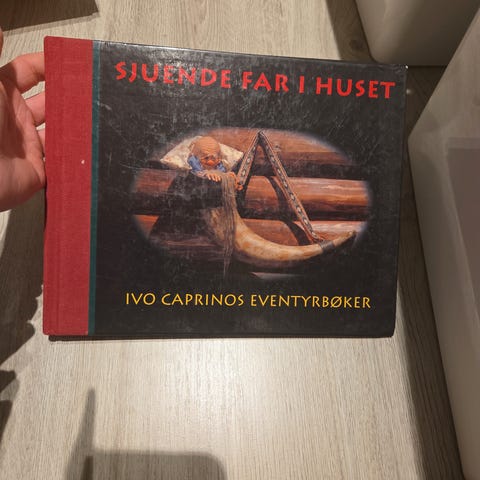 SJUENDE FAR I HUSET
IVO CAPRINOS EVENTYRBØKER